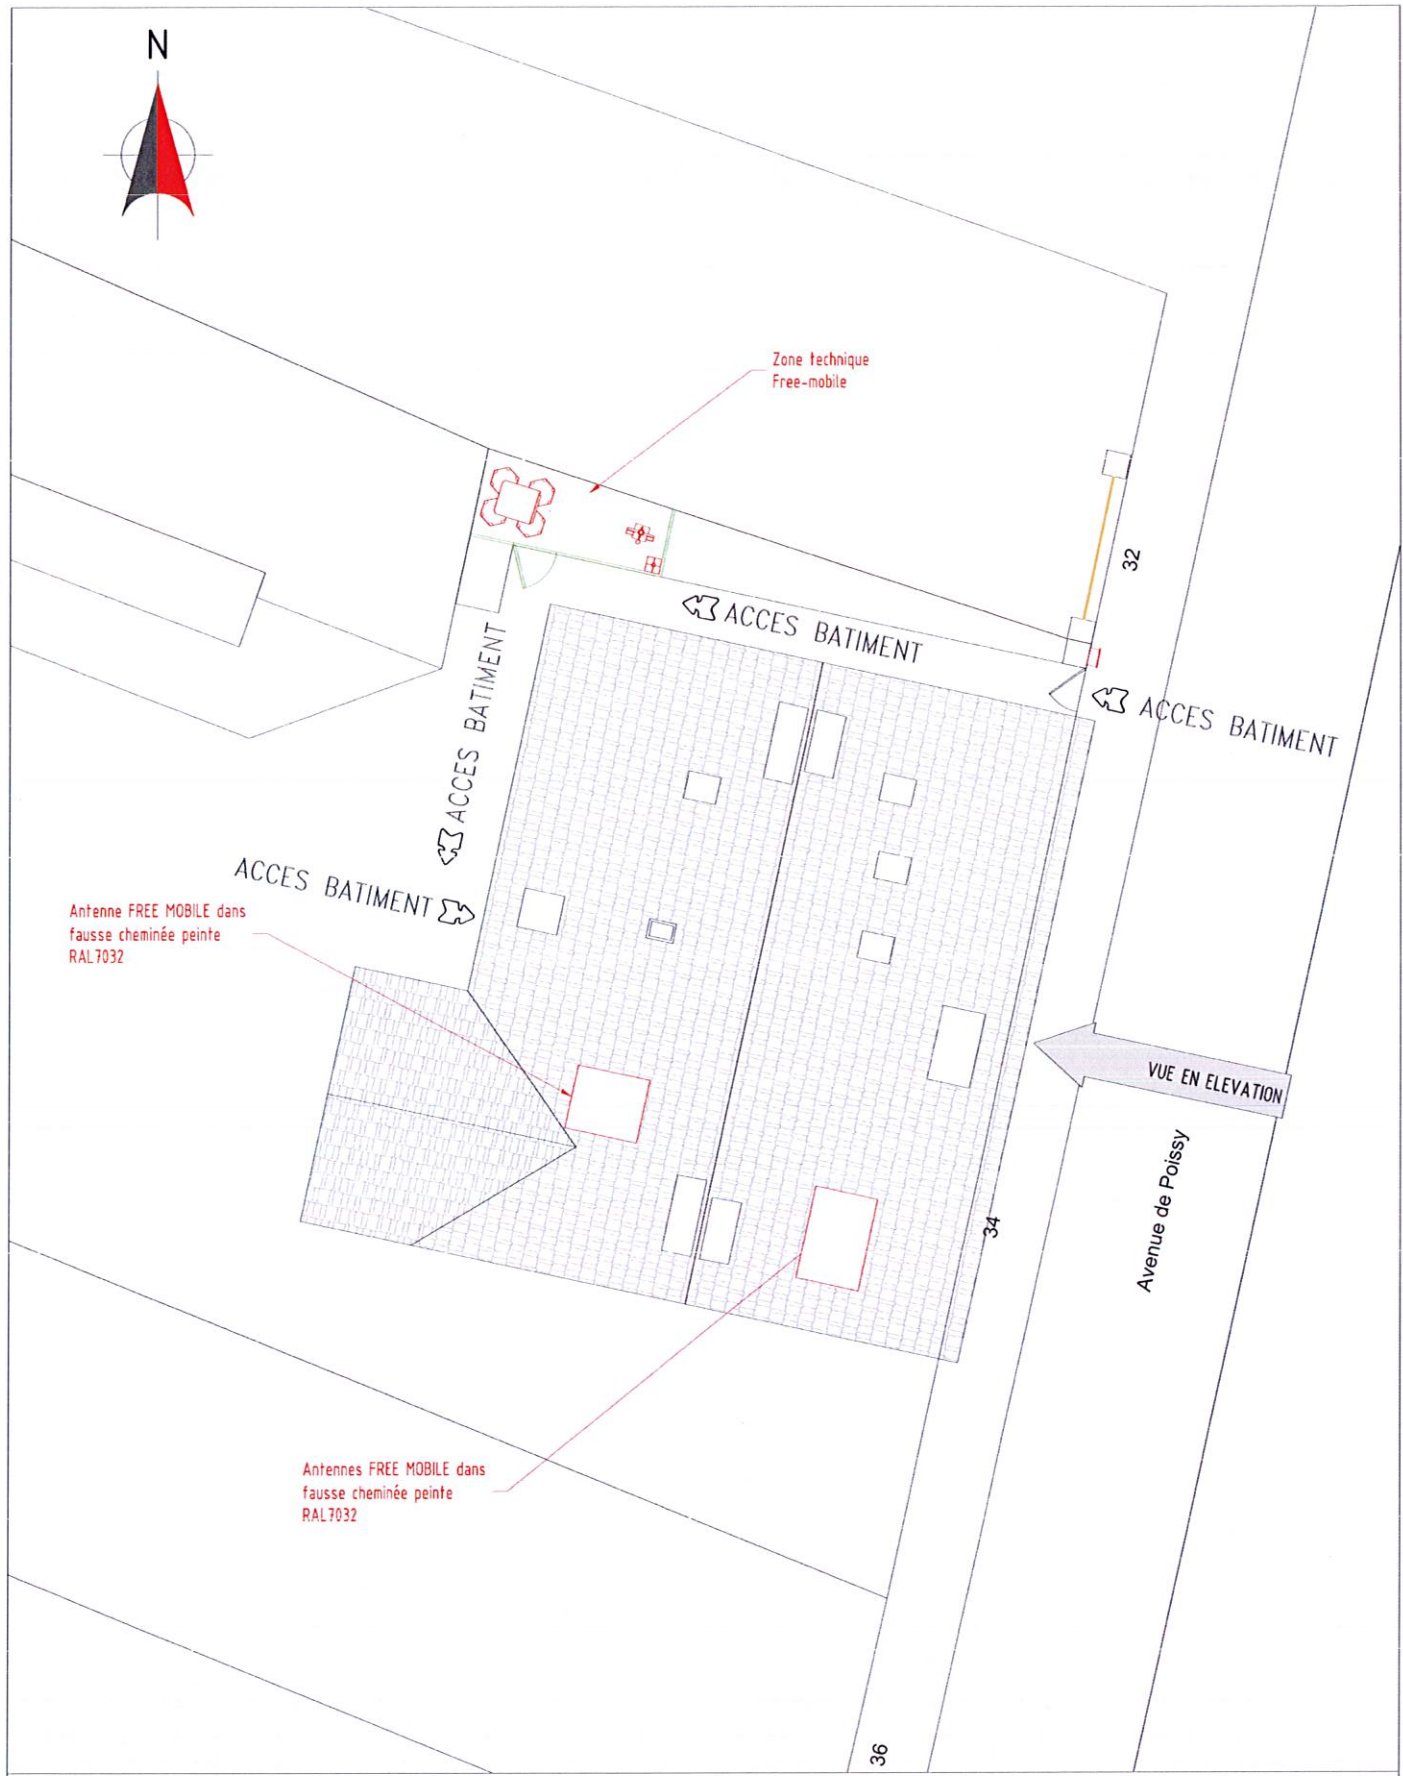 N
Zone technique
Free-mobile
32
ACCES BATIMENT
ACCES BATIMENT
ACCES BATIMENT
ACCES BATIMENT
Antenne FREE MOBILE dans
fausse cheminée peinte
RAL7032
VUE EN ELEVATION
Avenue de Poissy
34
Antennes FREE MOBILE dans
fausse cheminée peinte
RAL7032
36